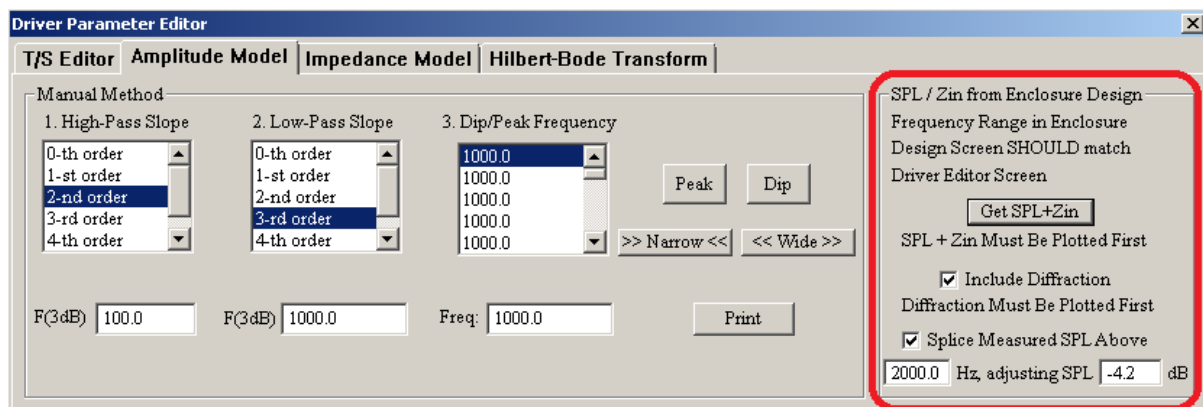 Driver Parameter Editor
T/S Editor Amplitude Model Impedance Model Hilbert-Bode Transform
Manual Method
1. High-Pass Slope
0-th order
1-st order
2-nd order
3-rd order
4-th order
F(3dB) 100.0
2. Low-Pass Slope
0-th order
1-st order
2-nd order
3-rd order
4-th order
F(3dB) 1000.0
3. Dip/Peak Frequency
1000.0
1000.0
1000.0
1000.0
1000.0
Peak Dip
>> Narrow << << Wide >>
Freq: 1000.0
Print
SPL / Zin from Enclosure Design
Frequency Range in Enclosure
Design Screen SHOULD match
Driver Editor Screen
Get SPL+Zin
SPL + Zin Must Be Plotted First
Include Diffraction
Diffraction Must Be Plotted First
Splice Measured SPL Above
2000.0 Hz, adjusting SPL -4.2 dB